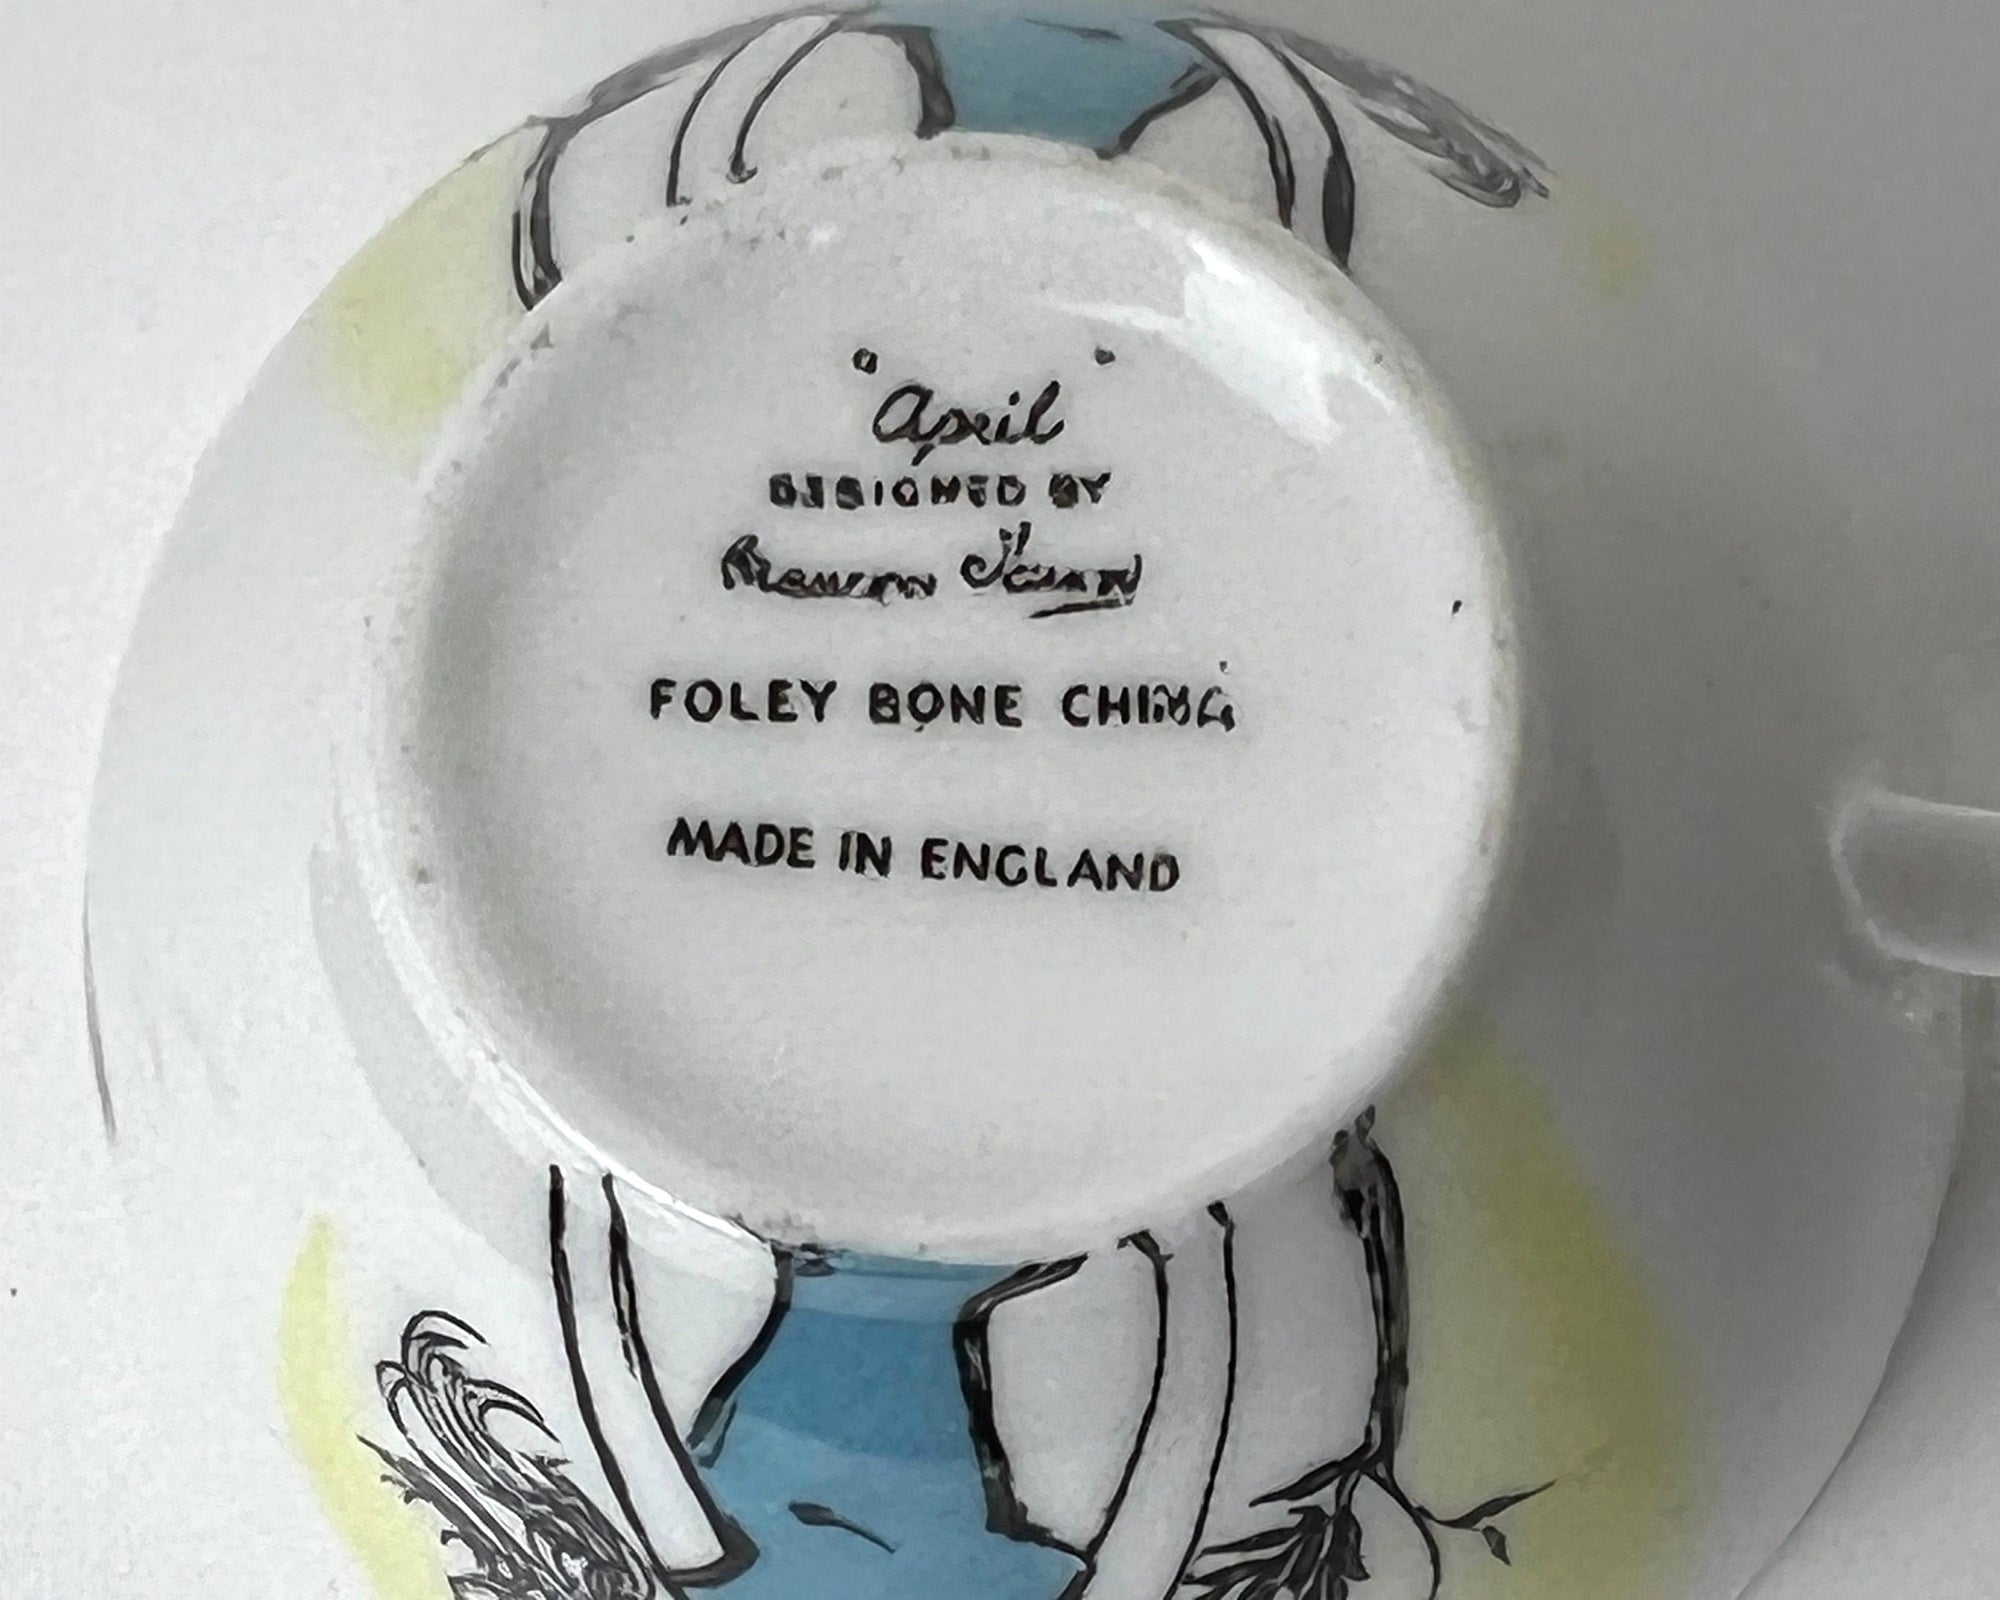 "April"
DESIGNED BY
FOLEY BONE CHINA
MADE IN ENGLAND